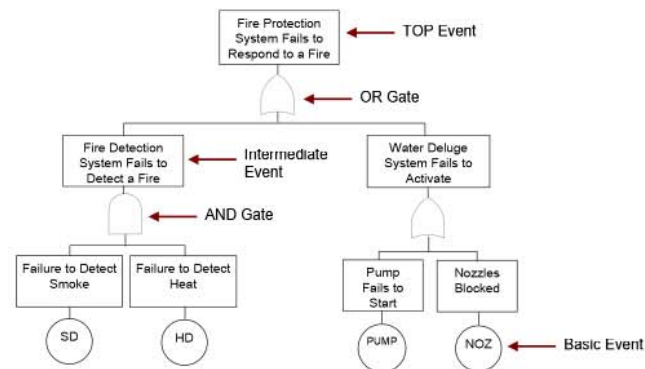 Fire Protection
System Fails to
Respond to a Fire
TOP Event
OR Gate
Fire Detection
System Fails to
Detect a Fire
Intermediate
Event
Water Deluge
System Fails to
Activate
AND Gate
Failure to Detect
Smoke
Failure to Detect
Heat
Pump
Fails to
Start
Nozzles
Blocked
SD
HD
PUMP
NOZ
Basic Event